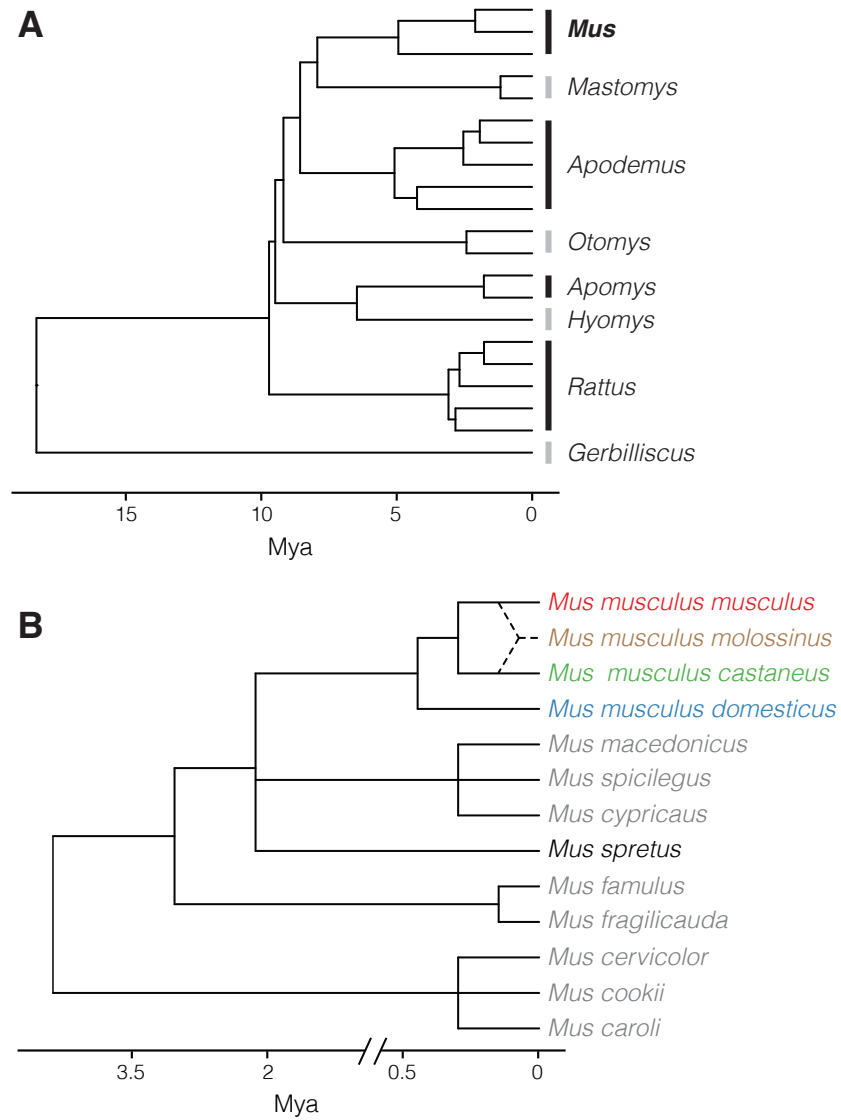 A
Mus
Mastomys
Apodemus
Otomys
Apomys
Hyomys
Rattus
Gerbilliscus
15 10 5 0
Mya
B
Mus musculus musculus
Mus musculus molossinus
Mus musculus castaneus
Mus musculus domesticus
Mus macedonicus
Mus spicilegus
Mus cypricaus
Mus spretus
Mus famulus
Mus fragilicauda
Mus cervicolor
Mus cookii
Mus caroli
3.5 2 0.5 0
Mya